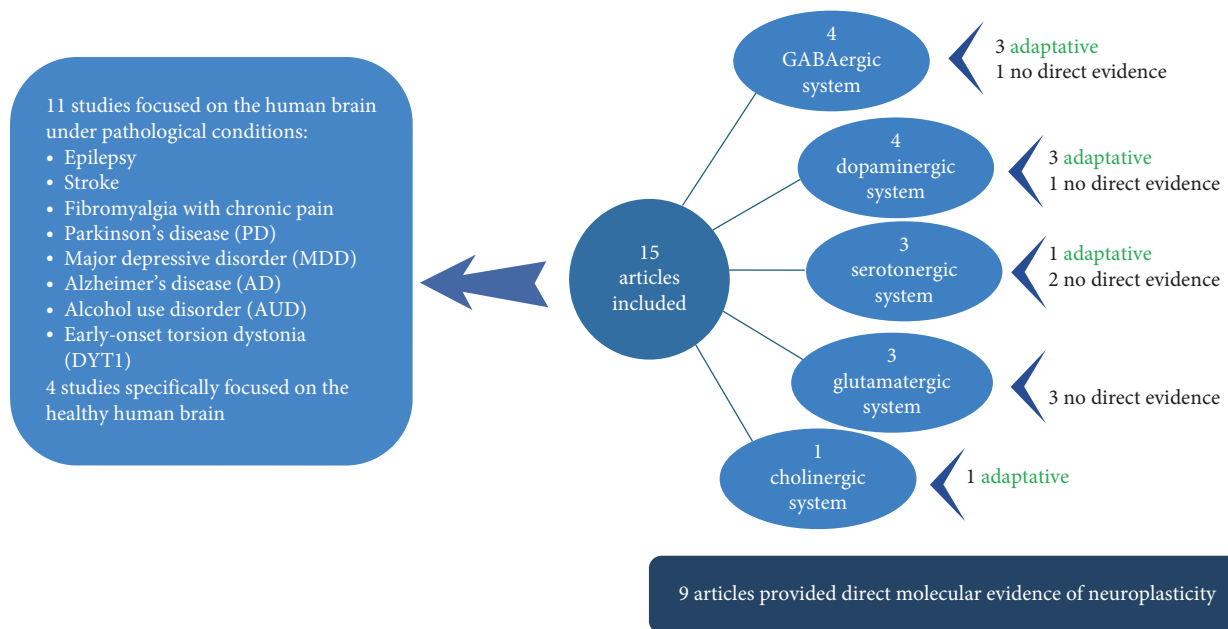 11 studies focused on the human brain
under pathological conditions:
• Epilepsy
• Stroke
• Fibromyalgia with chronic pain
• Parkinson's disease (PD)
• Major depressive disorder (MDD)
• Alzheimer's disease (AD)
• Alcohol use disorder (AUD)
• Early-onset torsion dystonia
(DYT1)
4 studies specifically focused on the
healthy human brain
15
articles
included
4
GABAergic
system
3 adaptative
1 no direct evidence
4
dopaminergic
system
3 adaptative
1 no direct evidence
3
serotonergic
system
1 adaptative
2 no direct evidence
3
glutamatergic
system
3 no direct evidence
1
cholinergic
system
1 adaptative
9 articles provided direct molecular evidence of neuroplasticity